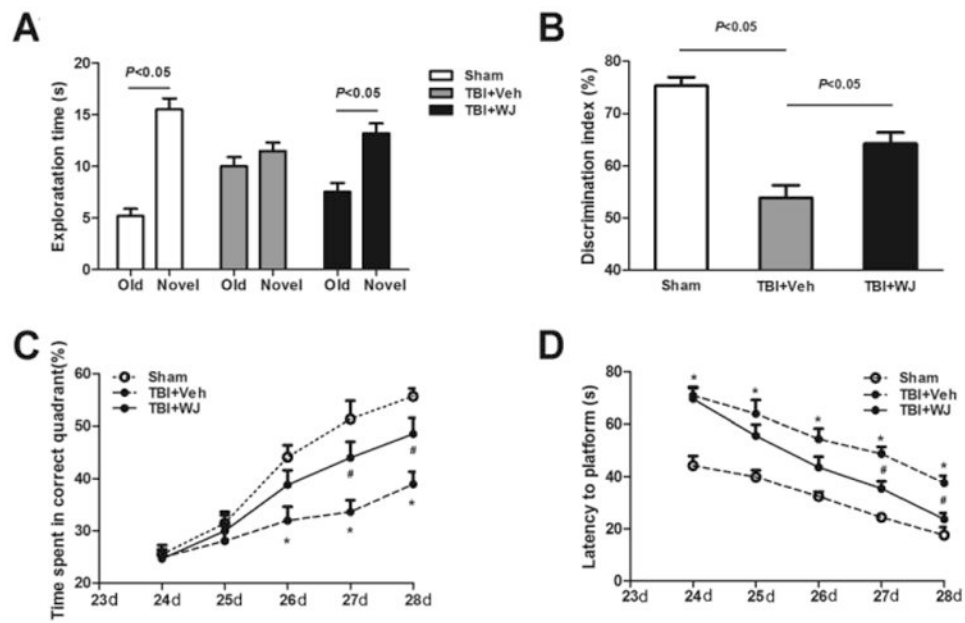 A
Exploratation time (s)
20
15
10
5
0
P<0.05
P<0.05
Old Novel Old Novel Old Novel
Sham
TBI+Veh
TBI+WJ
B
Discrimination index (%)
80
70
60
50
40
P<0.05
P<0.05
Sham TBI+Veh TBI+WJ
C
Time spent in correct quadrant(%)
60
50
40
30
20
Sham
TBI+Veh
TBI+WJ
#
#
* * *
23d 24d 25d 26d 27d 28d
D
Latency to platform (s)
80
60
40
20
0
Sham
TBI+Veh
TBI+WJ
* * * * *
# #
23d 24d 25d 26d 27d 28d